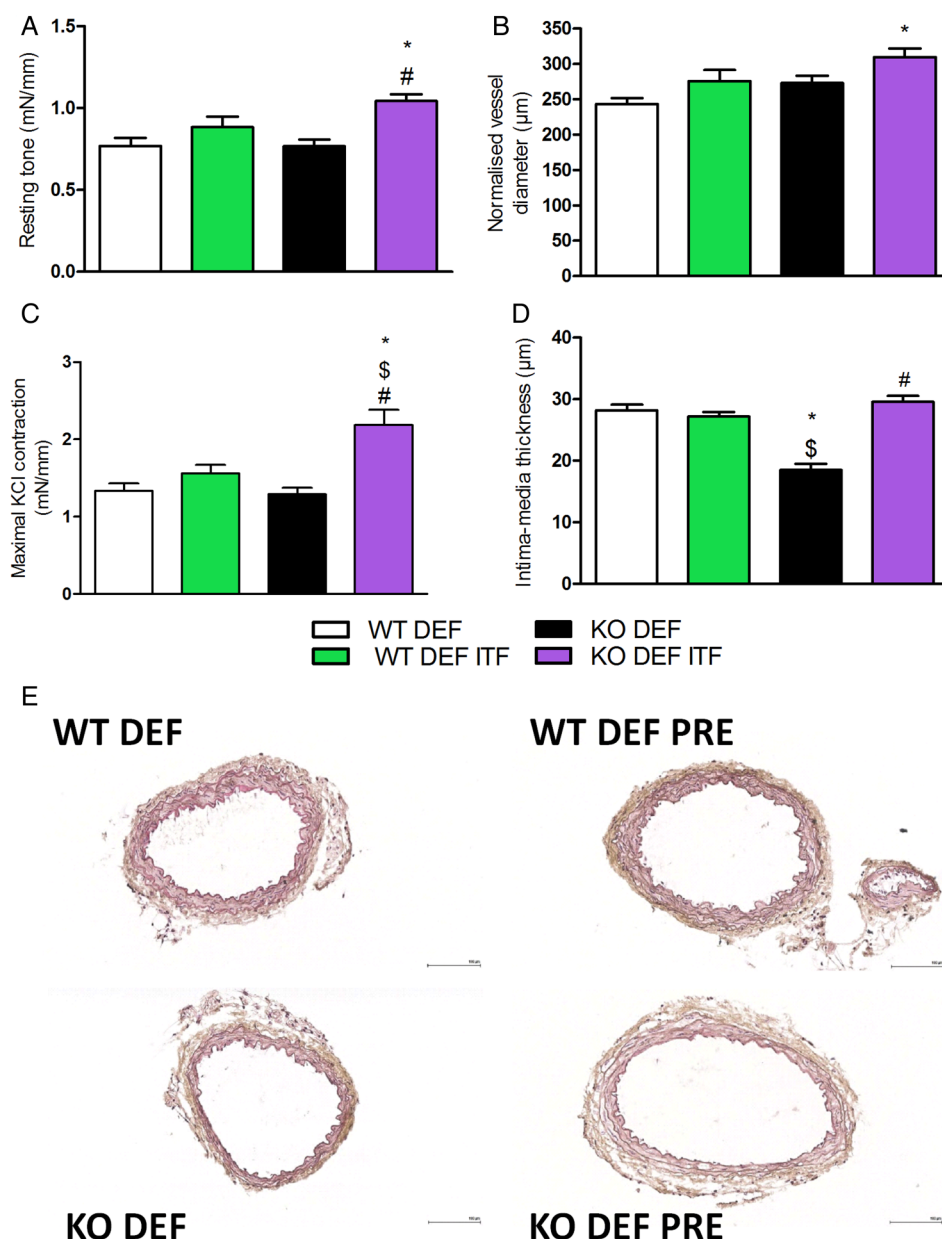 A
Resting tone (mN/mm)
1.5
1.0
0.5
0.0
*
#
B
Normalised vessel
diameter (µm)
350
300
250
200
150
100
50
0
*
C
Maximal KCl contraction
(mN/mm)
3
2
1
0
*
$
#
D
Intima-media thickness (µm)
40
30
20
10
0
*
$
#
WT DEF
KO DEF
WT DEF ITF
KO DEF ITF
E
WT DEF
WT DEF PRE
KO DEF
KO DEF PRE